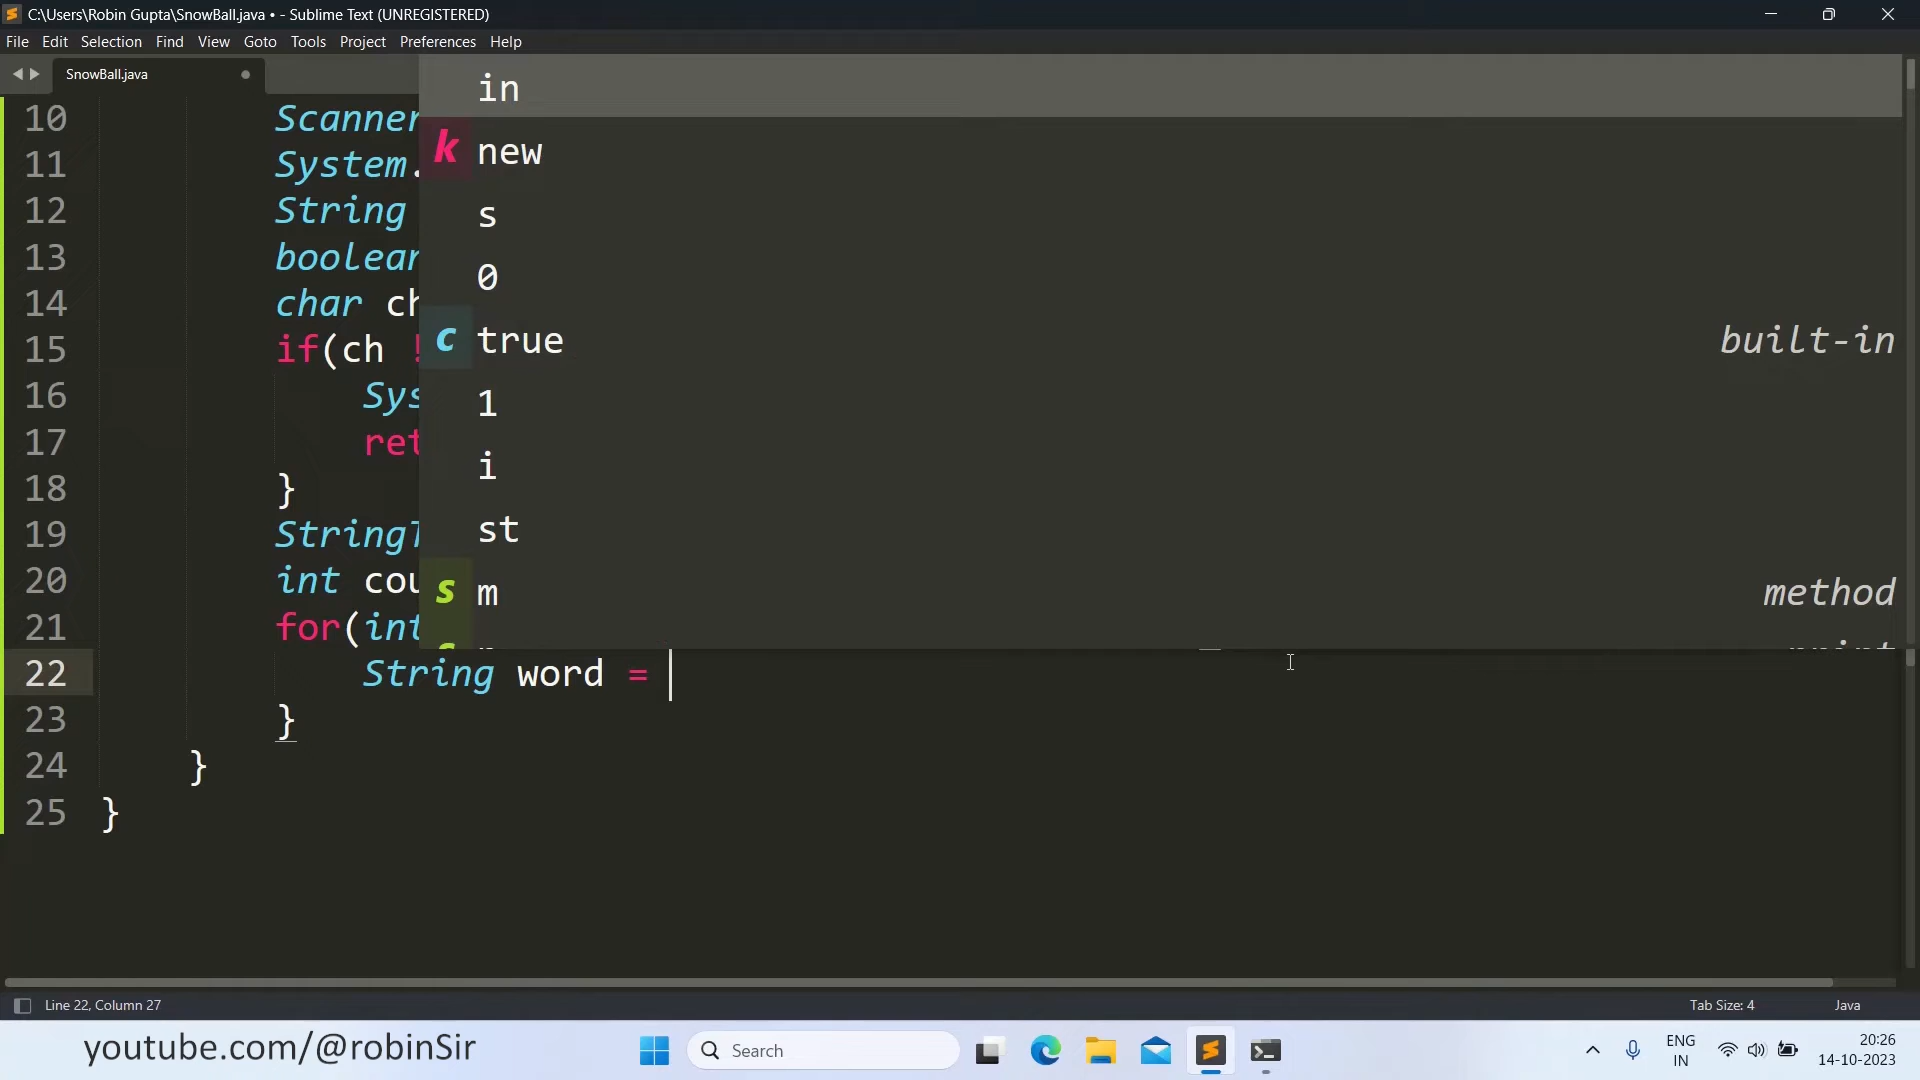 C:\Users\Robin Gupta\SnowBall.java • - Sublime Text (UNREGISTERED)
File Edit Selection Find View Goto Tools Project Preferences Help
SnowBall.java
in
10 Scanner
k new
11 System.
12 String
s
13 boolean
0
14 char ch
c true built-in
15 if(ch !
16 Sys
1
17 ret
i
18 }
19 StringT
st
20 int cou
s m method
21 for(int
22 String word =
23 }
24 }
25 }
Line 22, Column 27 Tab Size: 4 Java
youtube.com/@robinSir
Search
ENG
IN
20:26
14-10-2023